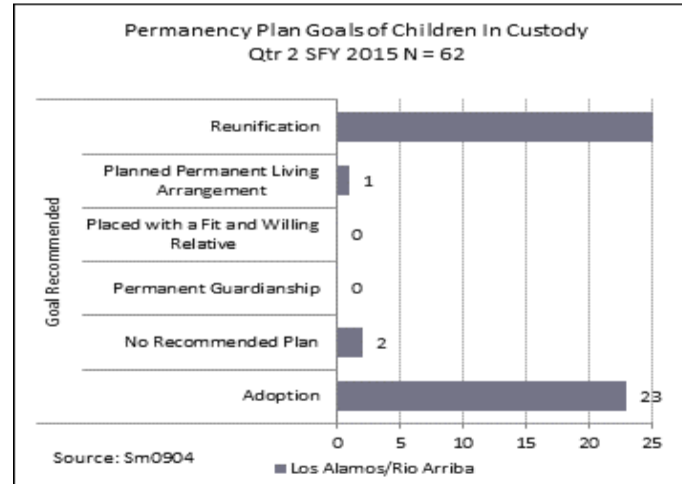 Permanency Plan Goals of Children In Custody
Qtr 2 SFY 2015 N = 62
Goal Recommended
Reunification
Planned Permanent Living
Arrangement
1
Placed with a Fit and Willing
Relative
0
Permanent Guardianship
0
No Recommended Plan
2
Adoption
23
0 5 10 15 20 25
Source: Sm0904
Los Alamos/Rio Arriba